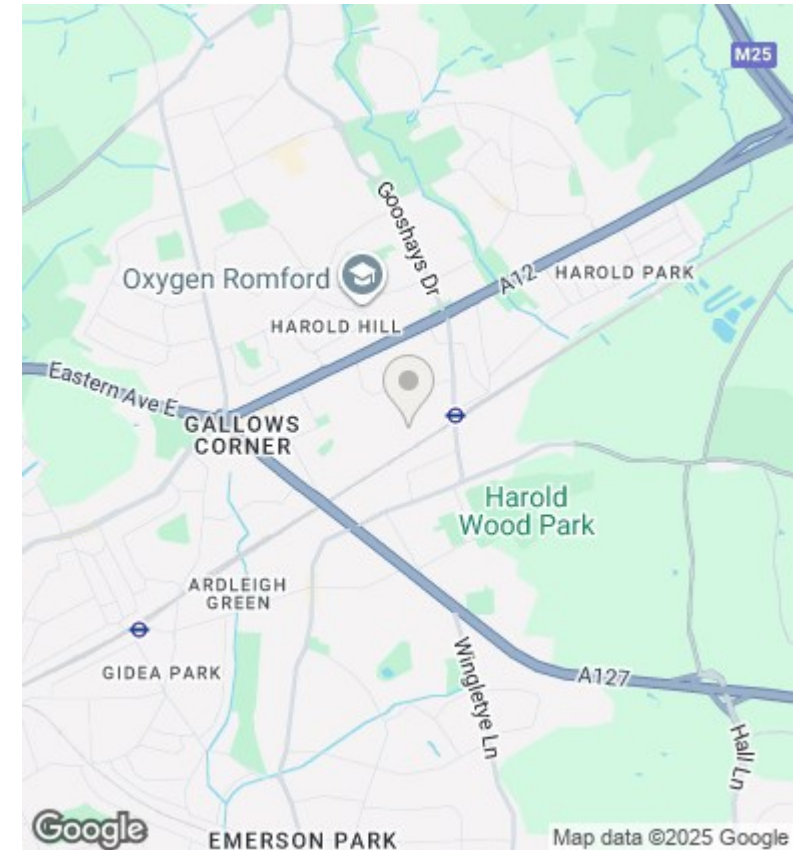 M25
Gooshays Dr
Oxygen Romford
A12
HAROLD PARK
HAROLD HILL
Eastern Ave E
GALLOWS
CORNER
Harold
Wood Park
ARDLEIGH
GREEN
GIDEA PARK
Wingletye Ln
A127
Hall Ln
Google
EMERSON PARK
Map data ©2025 Google